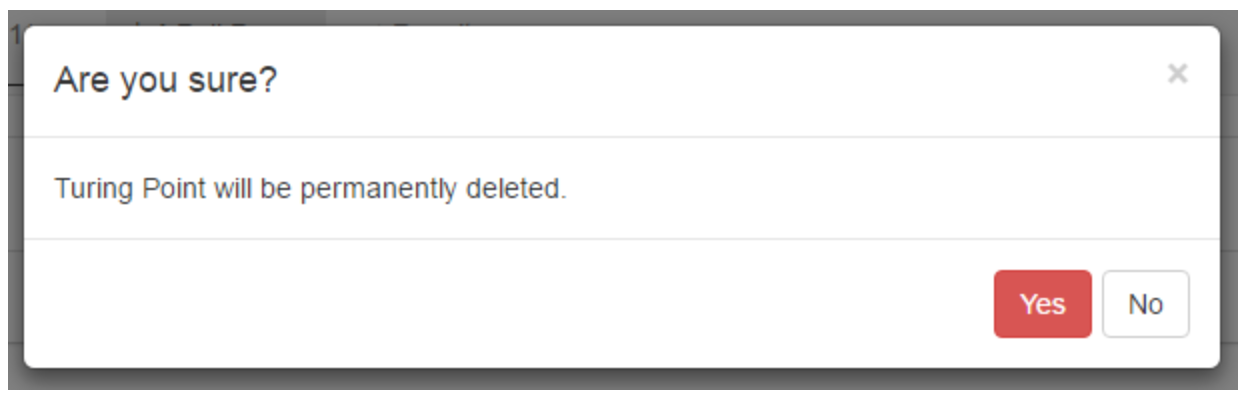 Are you sure?
×
Turing Point will be permanently deleted.
Yes
No